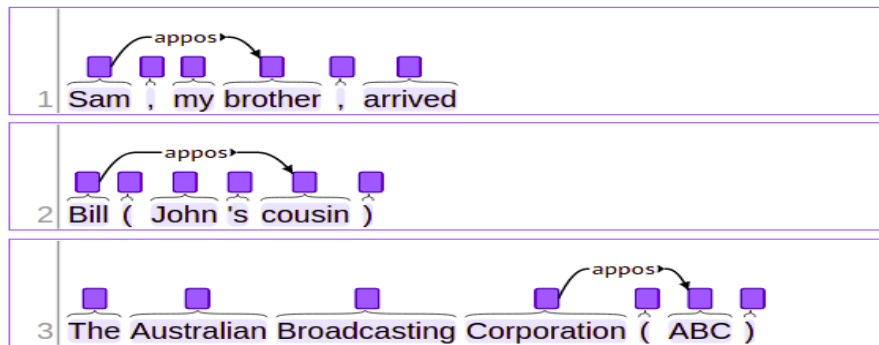 appos
1 Sam , my brother , arrived
appos
2 Bill ( John 's cousin )
appos
3 The Australian Broadcasting Corporation ( ABC )